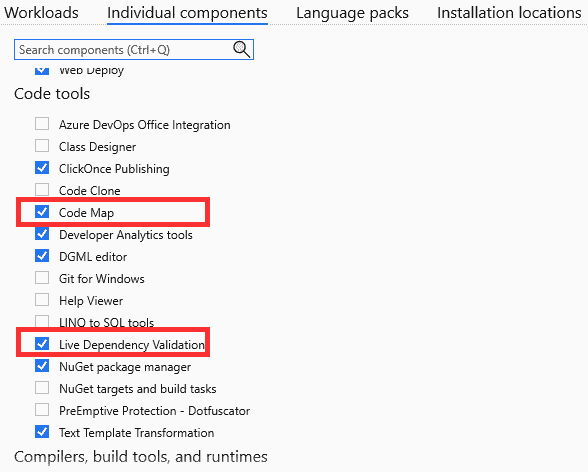 Workloads Individual components Language packs Installation locations
Search components (Ctrl+Q)
Web Deploy
Code tools
Azure DevOps Office Integration
Class Designer
ClickOnce Publishing
Code Clone
Code Map
Developer Analytics tools
DGML editor
Git for Windows
Help Viewer
LINQ to SQL tools
Live Dependency Validation
NuGet package manager
NuGet targets and build tasks
PreEmptive Protection - Dotfuscator
Text Template Transformation
Compilers, build tools, and runtimes